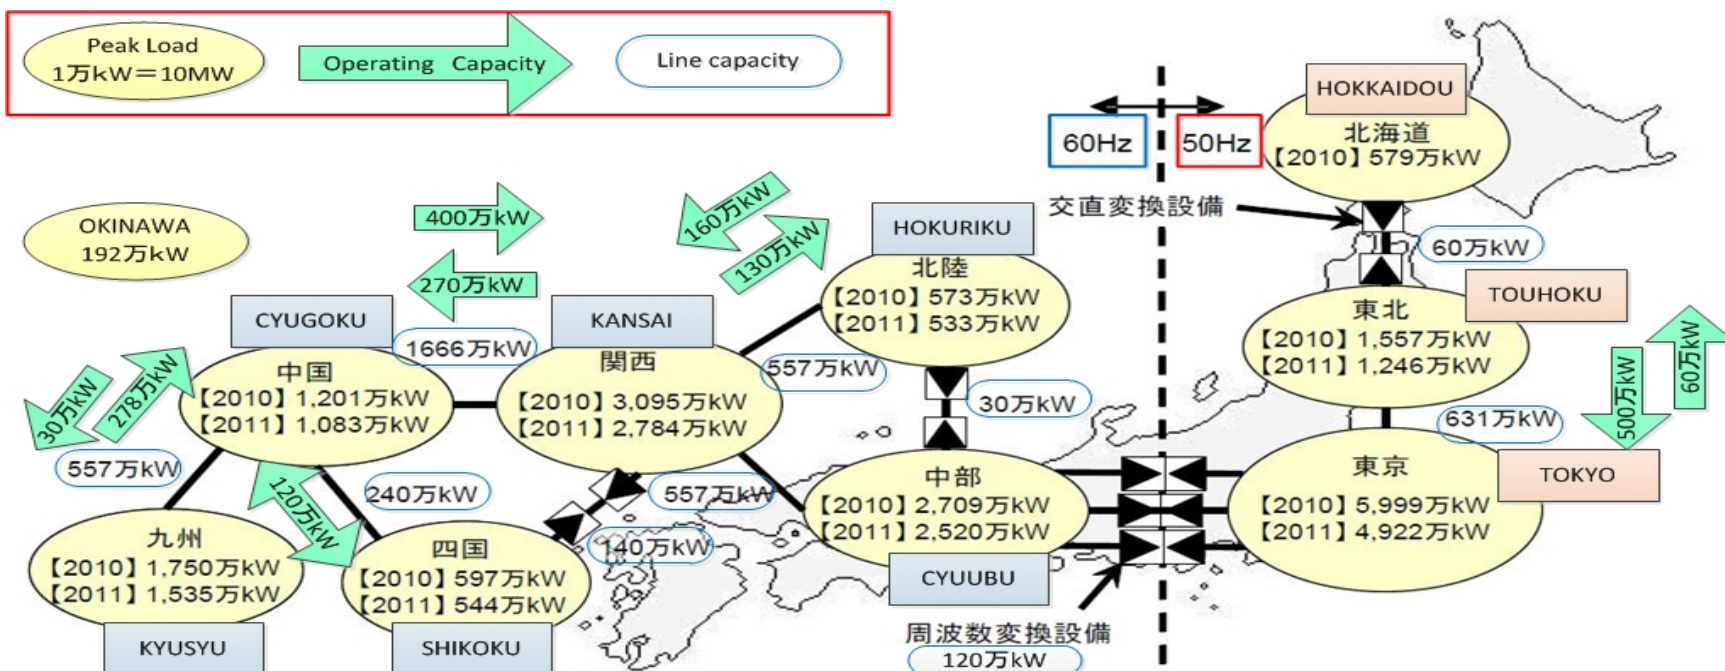 Peak Load
1万kW＝10MW
Operating Capacity
Line capacity
60Hz
50Hz
HOKKAIDOU
北海道
【2010】579万kW
交直変換設備
60万kW
OKINAWA
192万kW
400万kW
270万kW
160万kW
130万kW
HOKURIKU
北陸
【2010】573万kW
【2011】533万kW
TOUHOKU
東北
【2010】1,557万kW
【2011】1,246万kW
500万kW
60万kW
631万kW
CYUGOKU
中国
【2010】1,201万kW
【2011】1,083万kW
1666万kW
KANSAI
関西
【2010】3,095万kW
【2011】2,784万kW
557万kW
30万kW
30万kW
278万kW
557万kW
120万kW
240万kW
557万kW
140万kW
中部
【2010】2,709万kW
【2011】2,520万kW
CYUUBU
東京
【2010】5,999万kW
【2011】4,922万kW
TOKYO
九州
【2010】1,750万kW
【2011】1,535万kW
KYUSYU
四国
【2010】597万kW
【2011】544万kW
SHIKOKU
周波数変換設備
120万kW